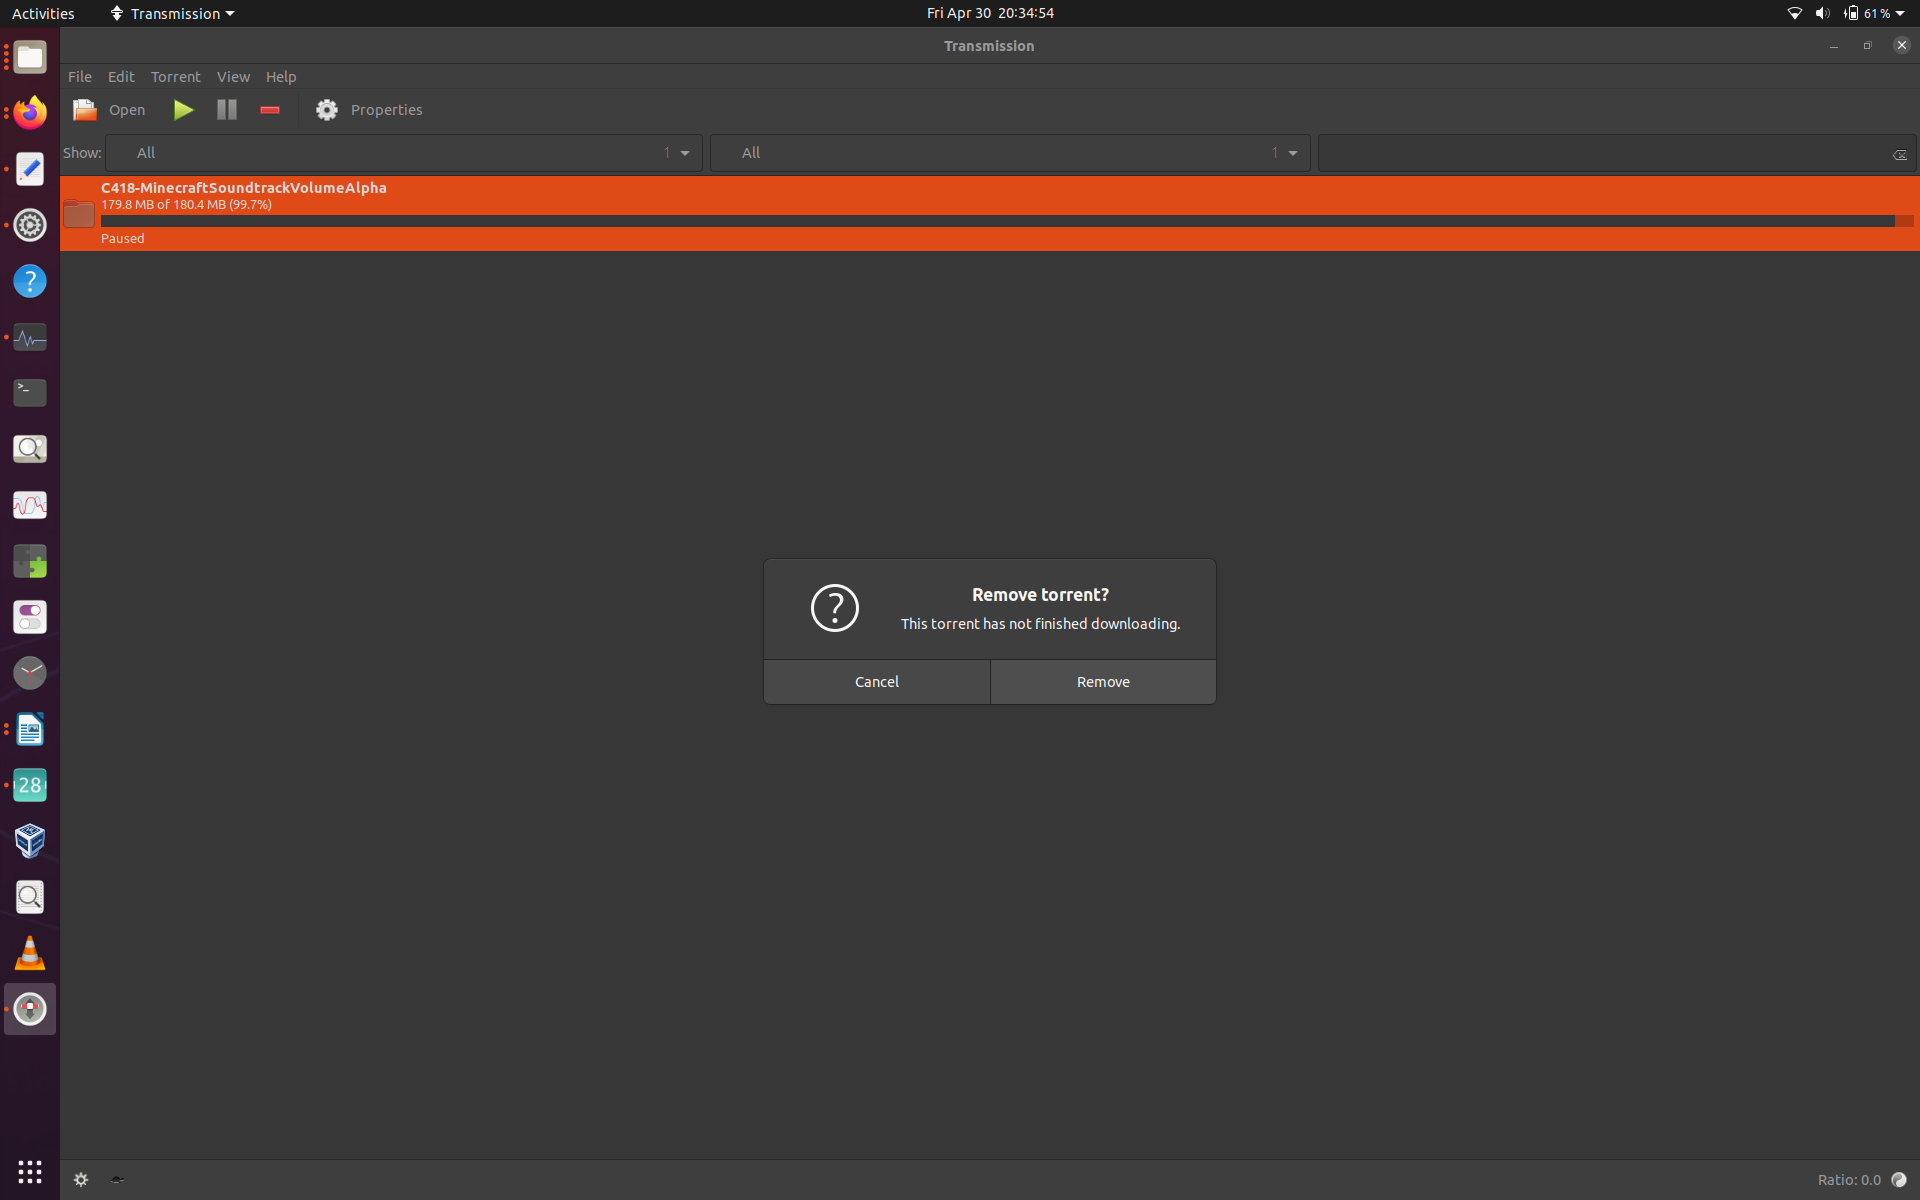 Activities Transmission Fri Apr 30 20:34:54 61 %
Transmission
File Edit Torrent View Help
Open Properties
Show: All 1 All 1
C418-MinecraftSoundtrackVolumeAlpha
179.8 MB of 180.4 MB (99.7%)
Paused
?
>_
Remove torrent?
This torrent has not finished downloading.
Cancel Remove
28
Ratio: 0.0